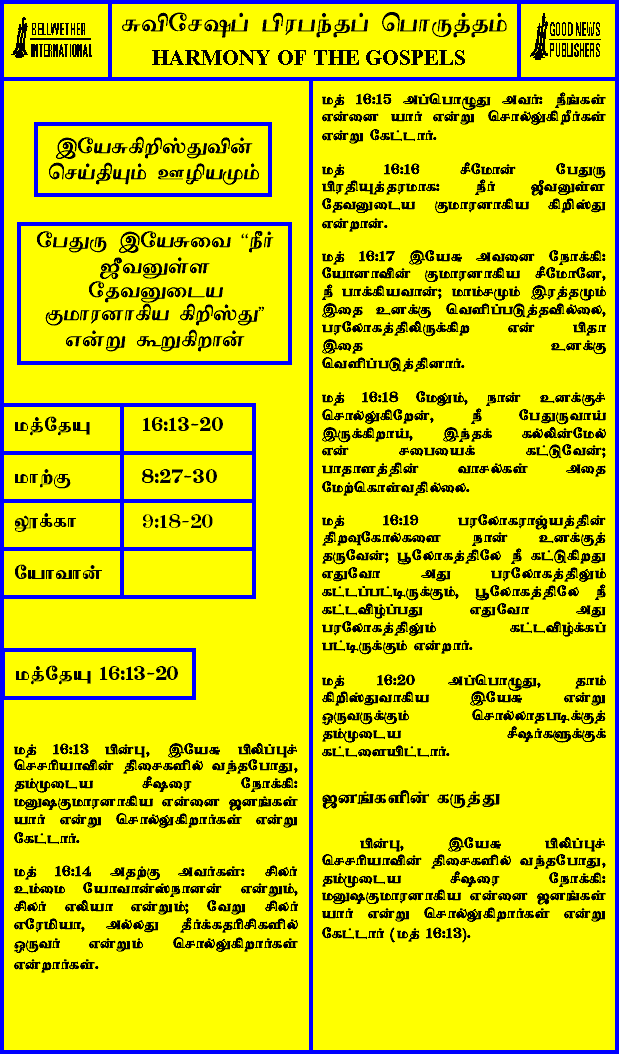 BELLWETHER
INTERNATIONAL
சுவிசேஷப் பிரபந்தப் பொருத்தம்
HARMONY OF THE GOSPELS
GOOD NEWS
PUBLISHERS
இயேசுகிறிஸ்துவின்
செய்தியும் ஊழியமும்
பேதுரு இயேசுவை “நீர்
ஜீவனுள்ள
தேவனுடைய
குமாரனாகிய கிறிஸ்து”
என்று கூறுகிறான்
மத்தேயு 16:13-20
மாற்கு 8:27-30
லூக்கா 9:18-20
யோவான்
மத்தேயு 16:13-20
மத் 16:13 பின்பு, இயேசு பிலிப்புச்
செசரியாவின் திசைகளில் வந்தபோது,
தம்முடைய சீஷரை நோக்கி:
மனுஷகுமாரனாகிய என்னை ஜனங்கள்
யார் என்று சொல்லுகிறார்கள் என்று
கேட்டார்.
மத் 16:14 அதற்கு அவர்கள்: சிலர்
உம்மை யோவான்ஸ்நானன் என்றும்,
சிலர் எலியா என்றும்; வேறு சிலர்
எரேமியா, அல்லது தீர்க்கதரிசிகளில்
ஒருவர் என்றும் சொல்லுகிறார்கள்
என்றார்கள்.
மத் 16:15 அப்பொழுது அவர்: நீங்கள்
என்னை யார் என்று சொல்லுகிறீர்கள்
என்று கேட்டார்.
மத் 16:16 சீமோன் பேதுரு
பிரதியுத்தரமாக: நீர் ஜீவனுள்ள
தேவனுடைய குமாரனாகிய கிறிஸ்து
என்றான்.
மத் 16:17 இயேசு அவனை நோக்கி:
யோனாவின் குமாரனாகிய சீமோனே,
நீ பாக்கியவான்; மாம்சமும் இரத்தமும்
இதை உனக்கு வெளிப்படுத்தவில்லை,
பரலோகத்திலிருக்கிற என் பிதா
இதை உனக்கு
வெளிப்படுத்தினார்.
மத் 16:18 மேலும், நான் உனக்குச்
சொல்லுகிறேன், நீ பேதுருவாய்
இருக்கிறாய், இந்தக் கல்லின்மேல்
என் சபையைக் கட்டுவேன்;
பாதாளத்தின் வாசல்கள் அதை
மேற்கொள்வதில்லை.
மத் 16:19 பரலோகராஜ்யத்தின்
திறவுகோல்களை நான் உனக்குத்
தருவேன்; பூலோகத்திலே நீ கட்டுகிறது
எதுவோ அது பரலோகத்திலும்
கட்டப்பட்டிருக்கும், பூலோகத்திலே நீ
கட்டவிழ்ப்பது எதுவோ அது
பரலோகத்திலும் கட்டவிழ்க்கப்
பட்டிருக்கும் என்றார்.
மத் 16:20 அப்பொழுது, தாம்
கிறிஸ்துவாகிய இயேசு என்று
ஒருவருக்கும் சொல்லாதபடிக்குத்
தம்முடைய சீஷர்களுக்குக்
கட்டளையிட்டார்.
ஜனங்களின் கருத்து
பின்பு, இயேசு பிலிப்புச்
செசரியாவின் திசைகளில் வந்தபோது,
தம்முடைய சீஷரை நோக்கி:
மனுஷகுமாரனாகிய என்னை ஜனங்கள்
யார் என்று சொல்லுகிறார்கள் என்று
கேட்டார் (மத் 16:13).